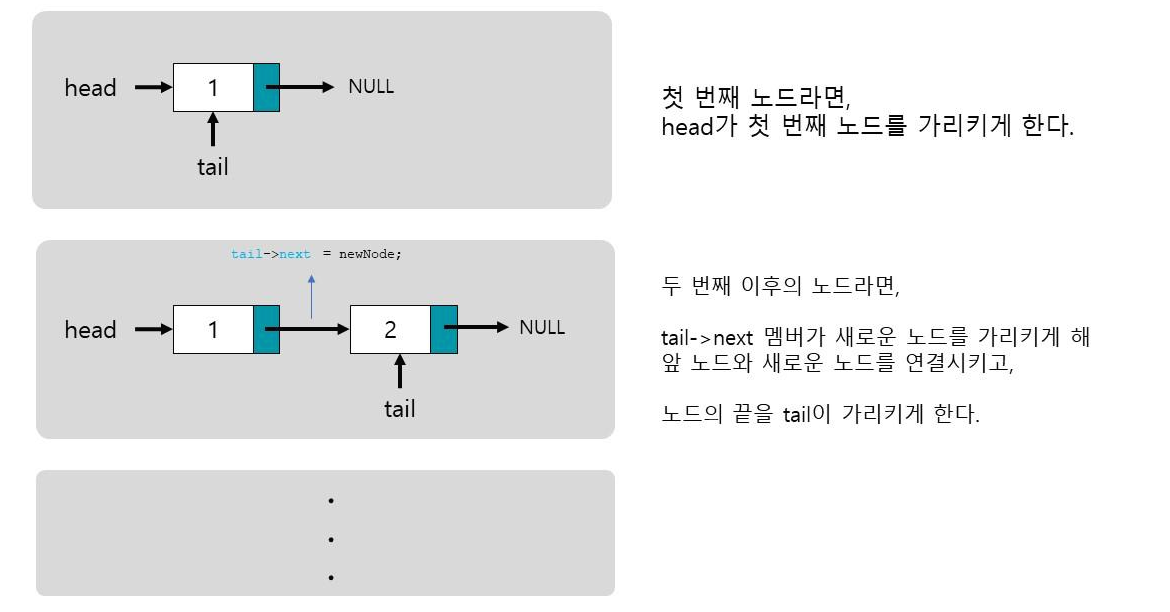 head
1
NULL
tail
첫 번째 노드라면,
head가 첫 번째 노드를 가리키게 한다.
tail->next = newNode;
head
1
2
NULL
tail
두 번째 이후의 노드라면,
tail->next 멤버가 새로운 노드를 가리키게 해
앞 노드와 새로운 노드를 연결시키고,
노드의 끝을 tail이 가리키게 한다.